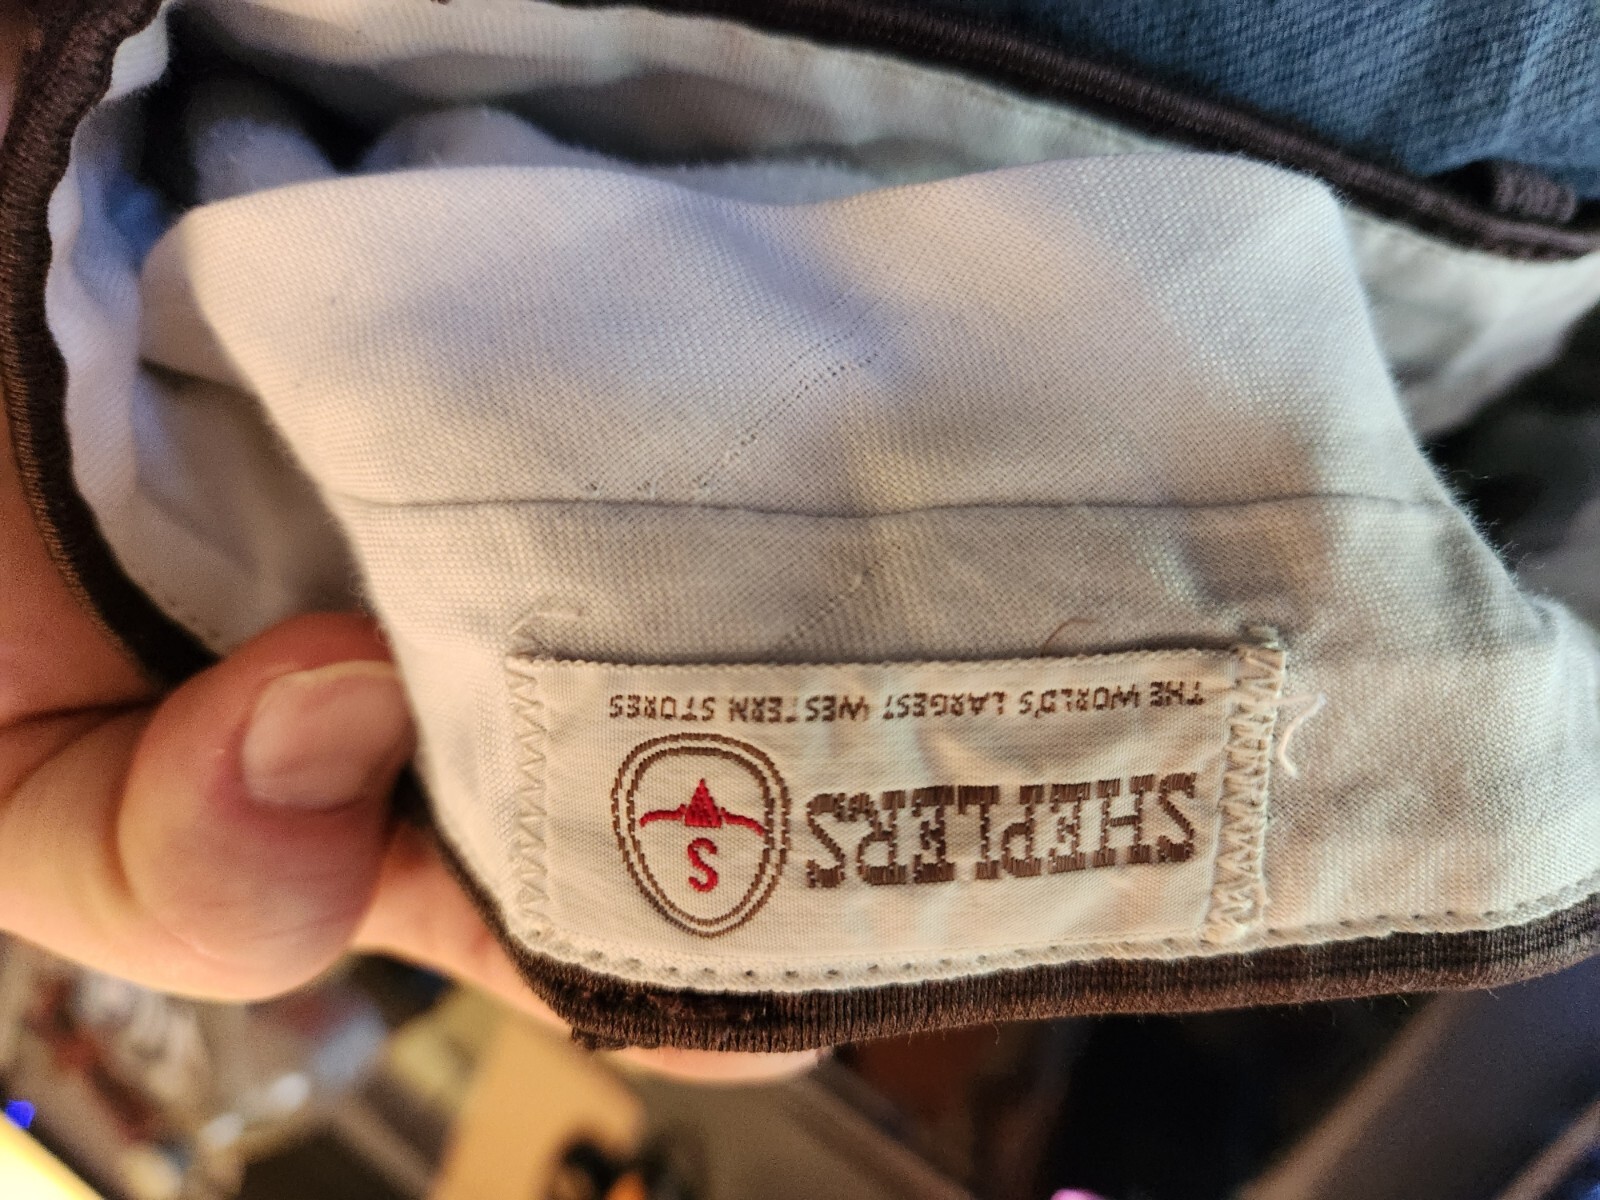 SHEPLERS
S
THE WORLD'S LARGEST WESTERN STORES